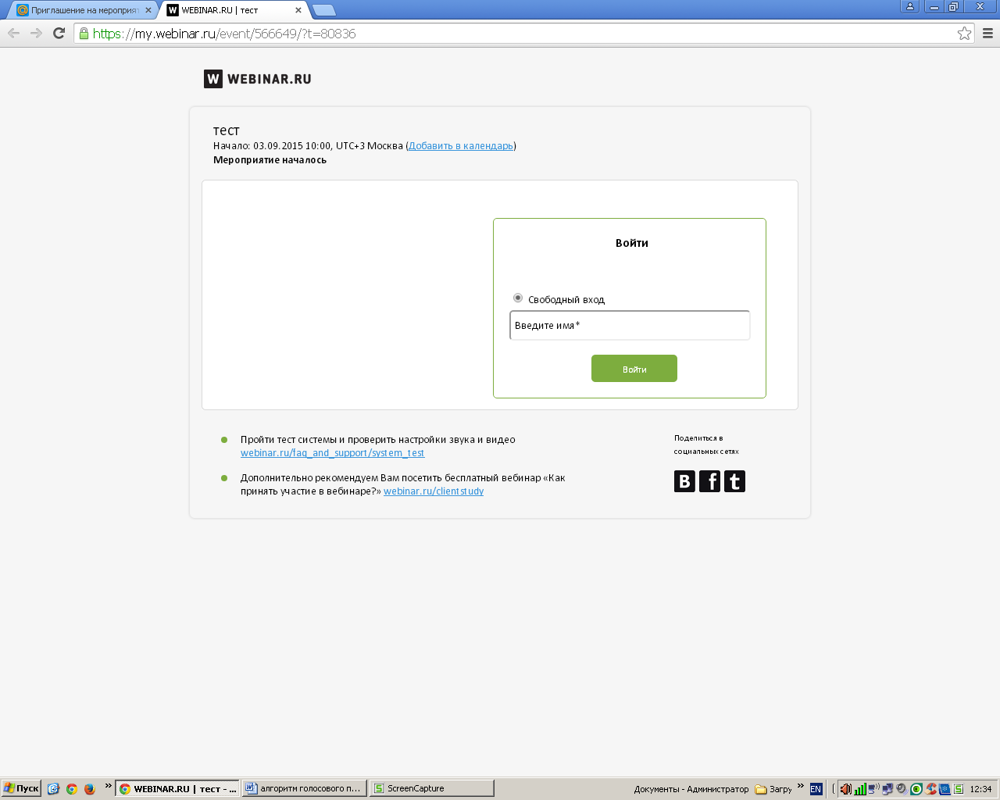 Приглашение на мероприят
WEBINAR.RU | тест
https://my.webinar.ru/event/566649/?t=80836
W WEBINAR.RU
тест
Начало: 03.09.2015 10:00, UTC+3 Москва (Добавить в календарь)
Мероприятие началось
Войти
Свободный вход
Введите имя*
Войти
Пройти тест системы и проверить настройки звука и видео
webinar.ru/faq_and_support/system_test
Дополнительно рекомендуем Вам посетить бесплатный вебинар «Как
принять участие в вебинаре?» webinar.ru/clientstudy
Поделиться в
социальных сетях
B f t
Пуск
WEBINAR.RU | тест - ...
алгоритм голосового п...
ScreenCapture
Документы - Администратор
Загру
EN
12:34